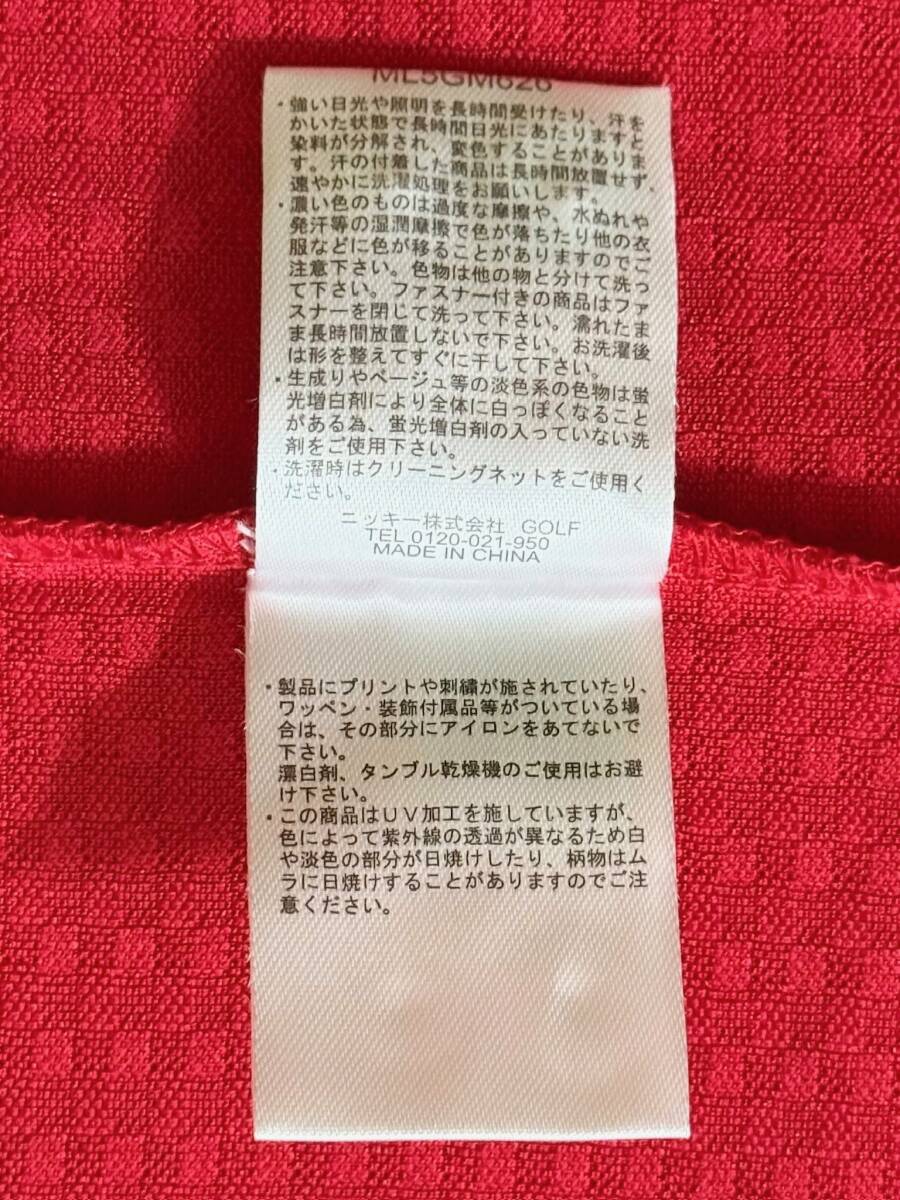 ML5GM626
・強い日光や照明を長時間受けたり、汗を
かいた状態で長時間日光にあたりますと
染料が分解され、変色することがありま
す。汗の付着した商品は長時間放置せず、
速やかに洗濯処理をお願いします。
・濃い色のものは過度な摩擦や、水ぬれや
発汗等の湿潤摩擦で色が落ちたり他の衣
服などに色が移ることがありますのでご
注意下さい。色物は他の物と分けて洗っ
て下さい。ファスナー付きの商品はファ
スナーを閉じて洗って下さい。濡れたま
ま長時間放置しないで下さい。お洗濯後
は形を整えてすぐに干して下さい。
・生成りやベージュ等の淡色系の色物は蛍
光増白剤により全体に白っぽくなること
がある為、蛍光増白剤の入っていない洗
剤をご使用下さい。
・洗濯時はクリーニングネットをご使用く
ださい。
ニッキー株式会社 GOLF
TEL 0120-021-950
MADE IN CHINA
・製品にプリントや刺繍が施されていたり、
ワッペン・装飾付属品等がついている場
合は、その部分にアイロンをあてないで
下さい。
漂白剤、タンブル乾燥機のご使用はお避
け下さい。
・この商品はUV加工を施していますが、
色によって紫外線の透過が異なるため白
や淡色の部分が日焼けしたり、柄物はム
ラに日焼けすることがありますのでご注
意ください。